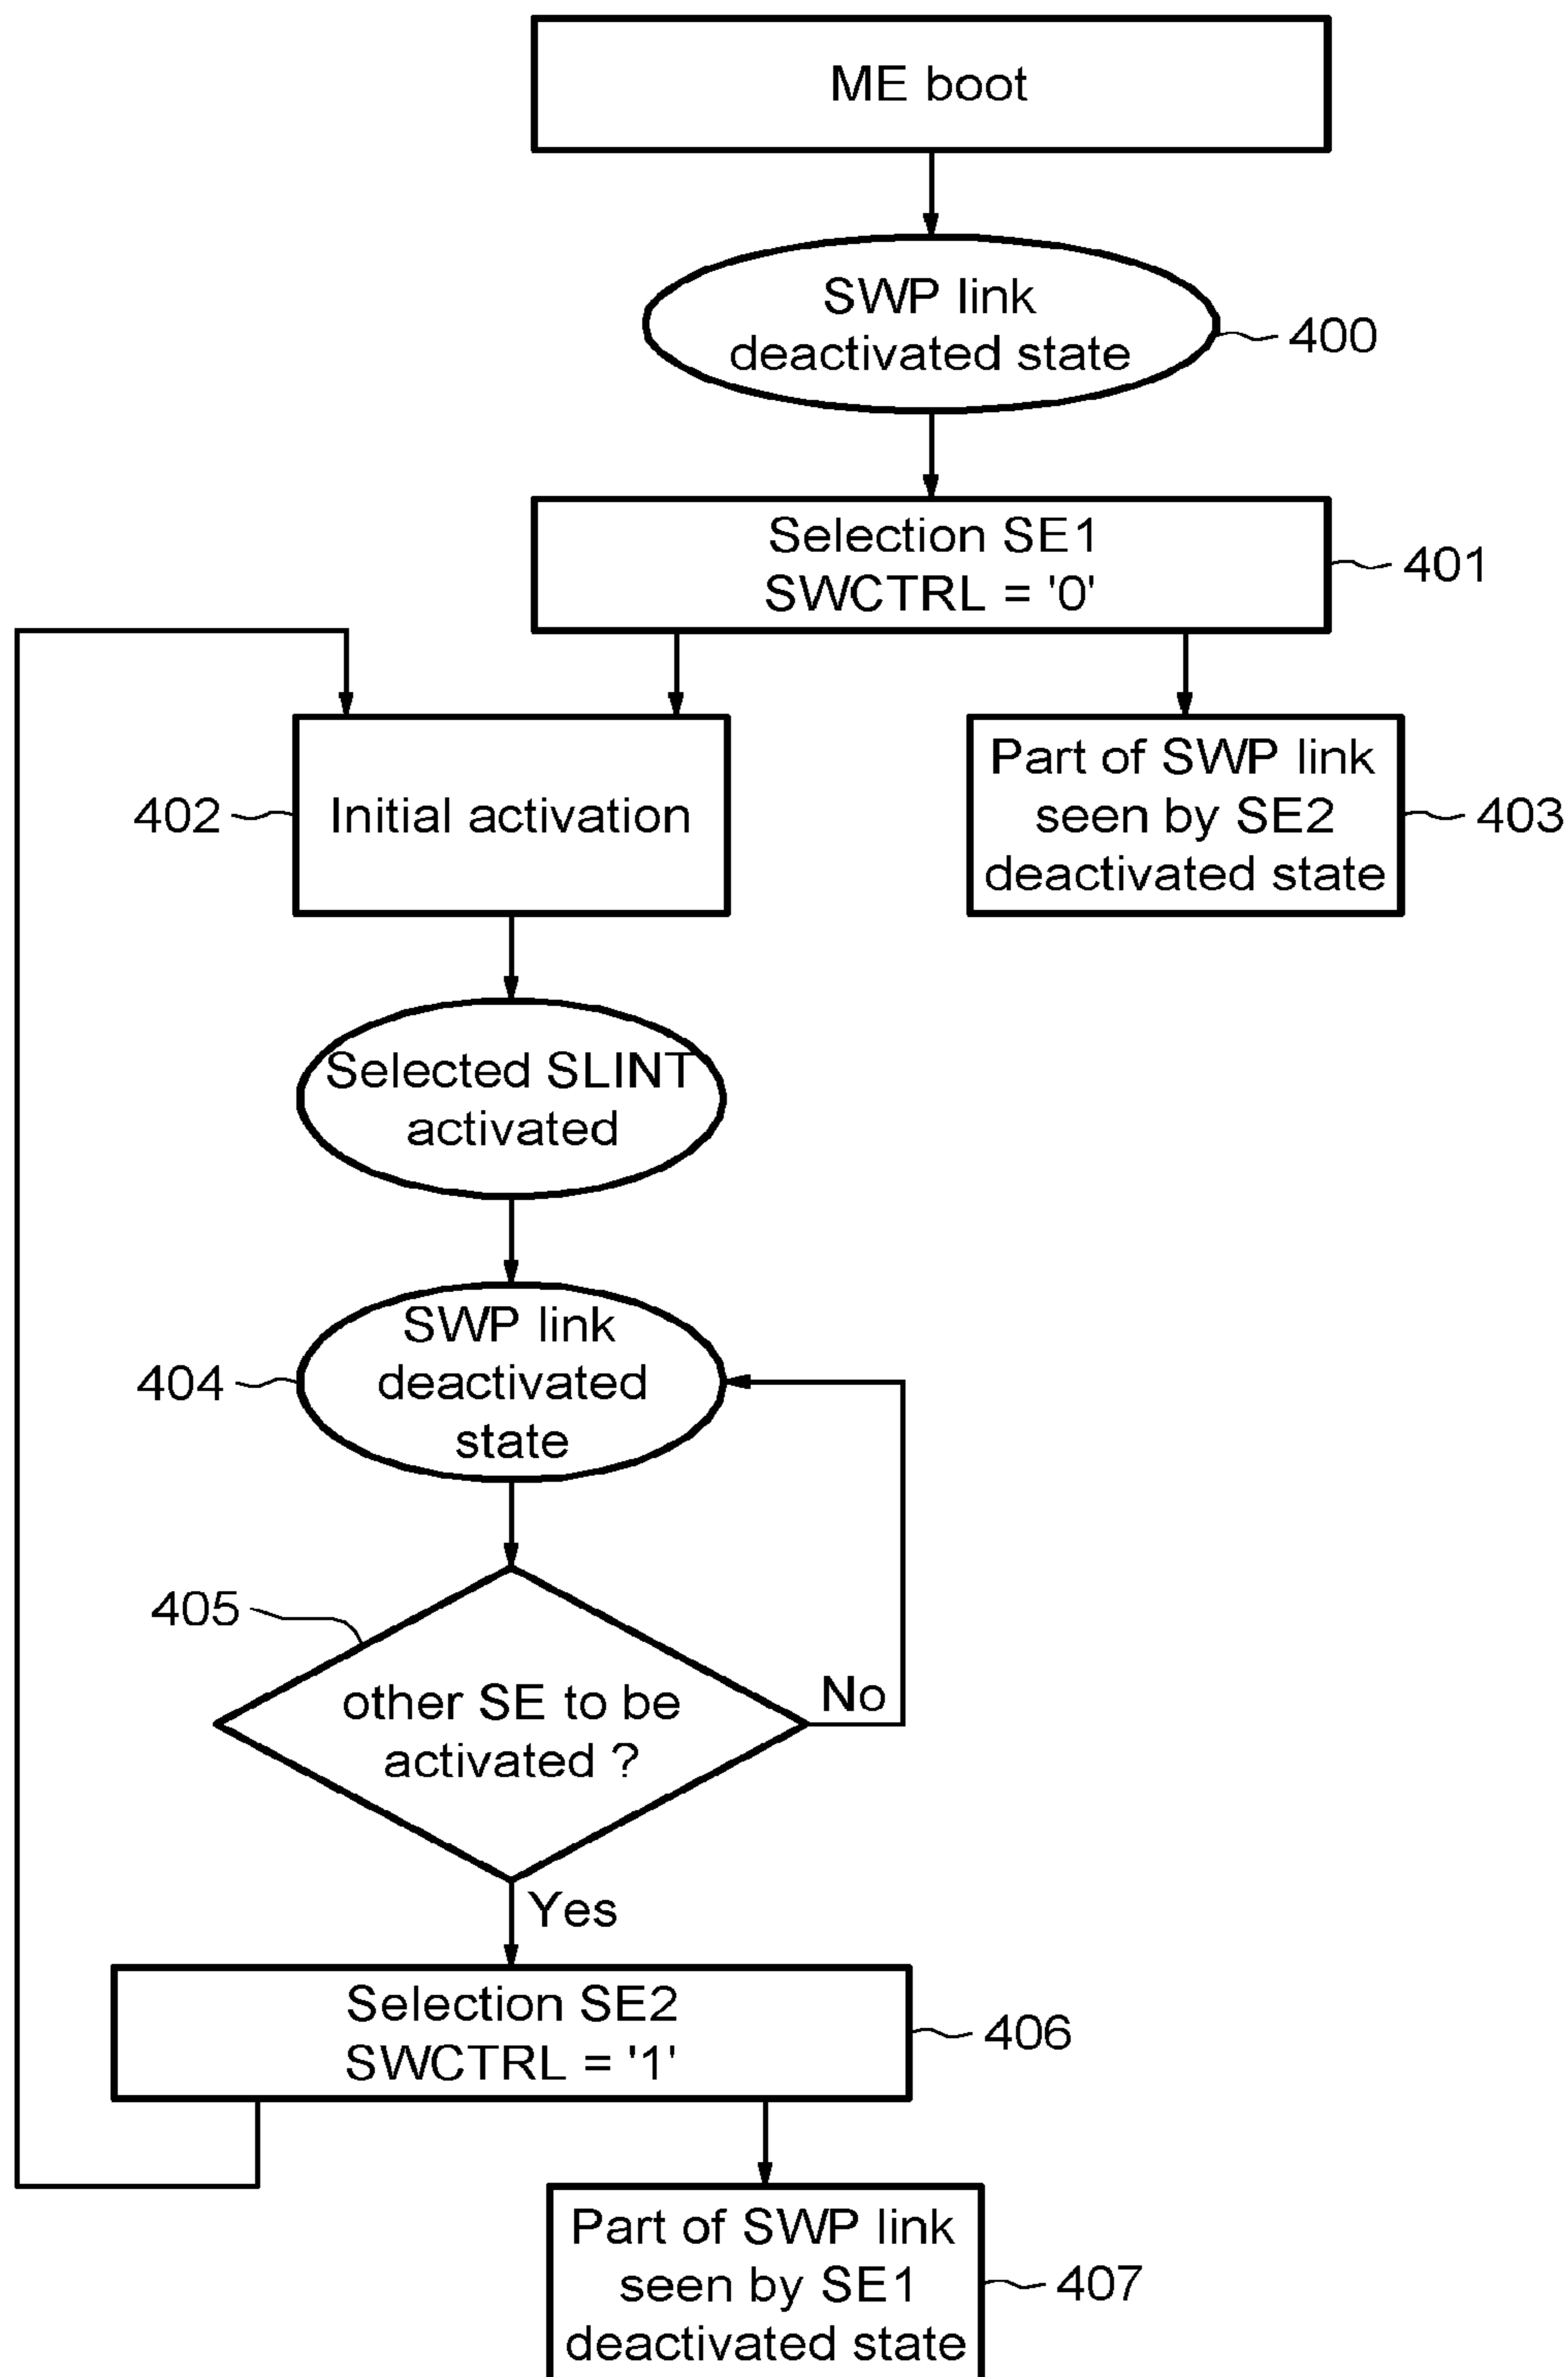 ME boot
SWP link
deactivated state
400
Selection SE1
SWCTRL = '0'
401
402
Initial activation
Part of SWP link
seen by SE2
deactivated state
403
Selected SLINT
activated
404
SWP link
deactivated
state
405
other SE to be
activated ?
No
Yes
Selection SE2
SWCTRL = '1'
406
Part of SWP link
seen by SE1
deactivated state
407